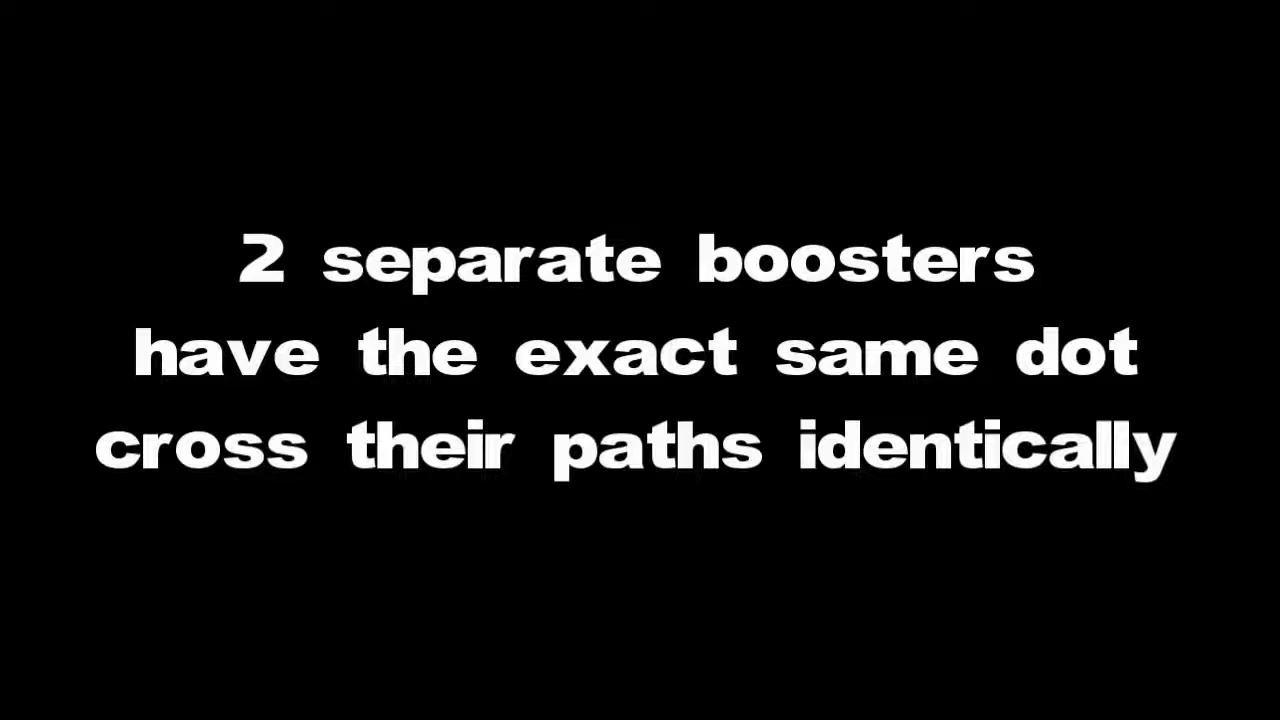 2 separate boosters
have the exact same dot
cross their paths identically